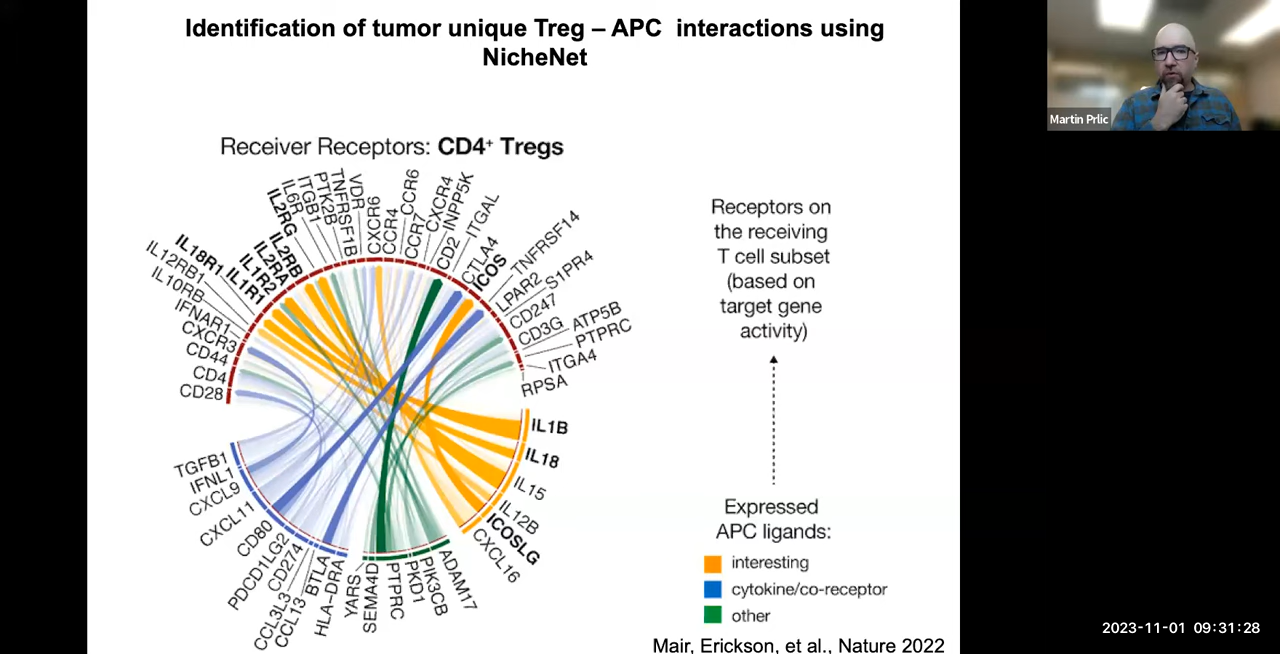 Identification of tumor unique Treg – APC interactions using
NicheNet
Martin Prlic
Receiver Receptors: CD4⁺ Tregs
CD28
CD4
CD44
CXCR3
IFNAR1
IL10RB
IL12RB1
IL18R1
IL1R1
IL1R2
IL2RA
IL2RB
IL2RG
IL6R
ITGB1
PTK2B
TNFRSF1B
VDR
CXCR6
CCR4
CCR6
CCR7
CXCR4
INPP5K
CD2
ITGAL
CTLA4
ICOS
TNFRSF14
LPAR2
S1PR4
CD247
CD3G
ATP5B
PTPRC
ITGA4
RPSA
IL1B
IL18
IL15
IL12B
ICOSLG
CXCL16
ADAM17
PIK3CB
PKD1
PTPRC
SEMA4D
YARS
HLA–DRA
BTLA
CCL13
CCL3L3
CD274
PDCD1LG2
CD80
CXCL11
CXCL9
IFNL1
TGFB1
Receptors on
the receiving
T cell subset
(based on
target gene
activity)
Expressed
APC ligands:
interesting
cytokine/co-receptor
other
Mair, Erickson, et al., Nature 2022
2023-11-01 09:31:28